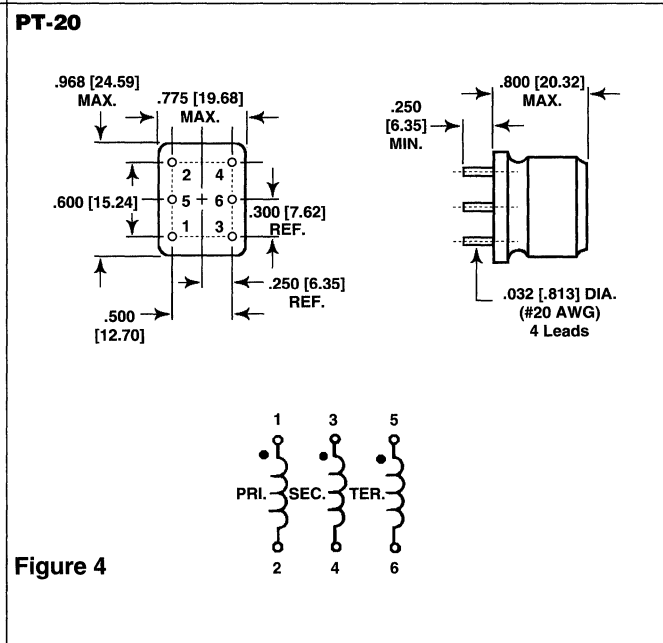 PT-20
.968 [24.59]
MAX.
.775 [19.68]
MAX.
2 4
5 6
1 3
.600 [15.24]
.300 [7.62]
REF.
.250 [6.35]
REF.
.500
[12.70]
.800 [20.32]
MAX.
.250
[6.35]
MIN.
.032 [.813] DIA.
(#20 AWG)
4 Leads
1 3 5
PRI. SEC. TER.
2 4 6
Figure 4